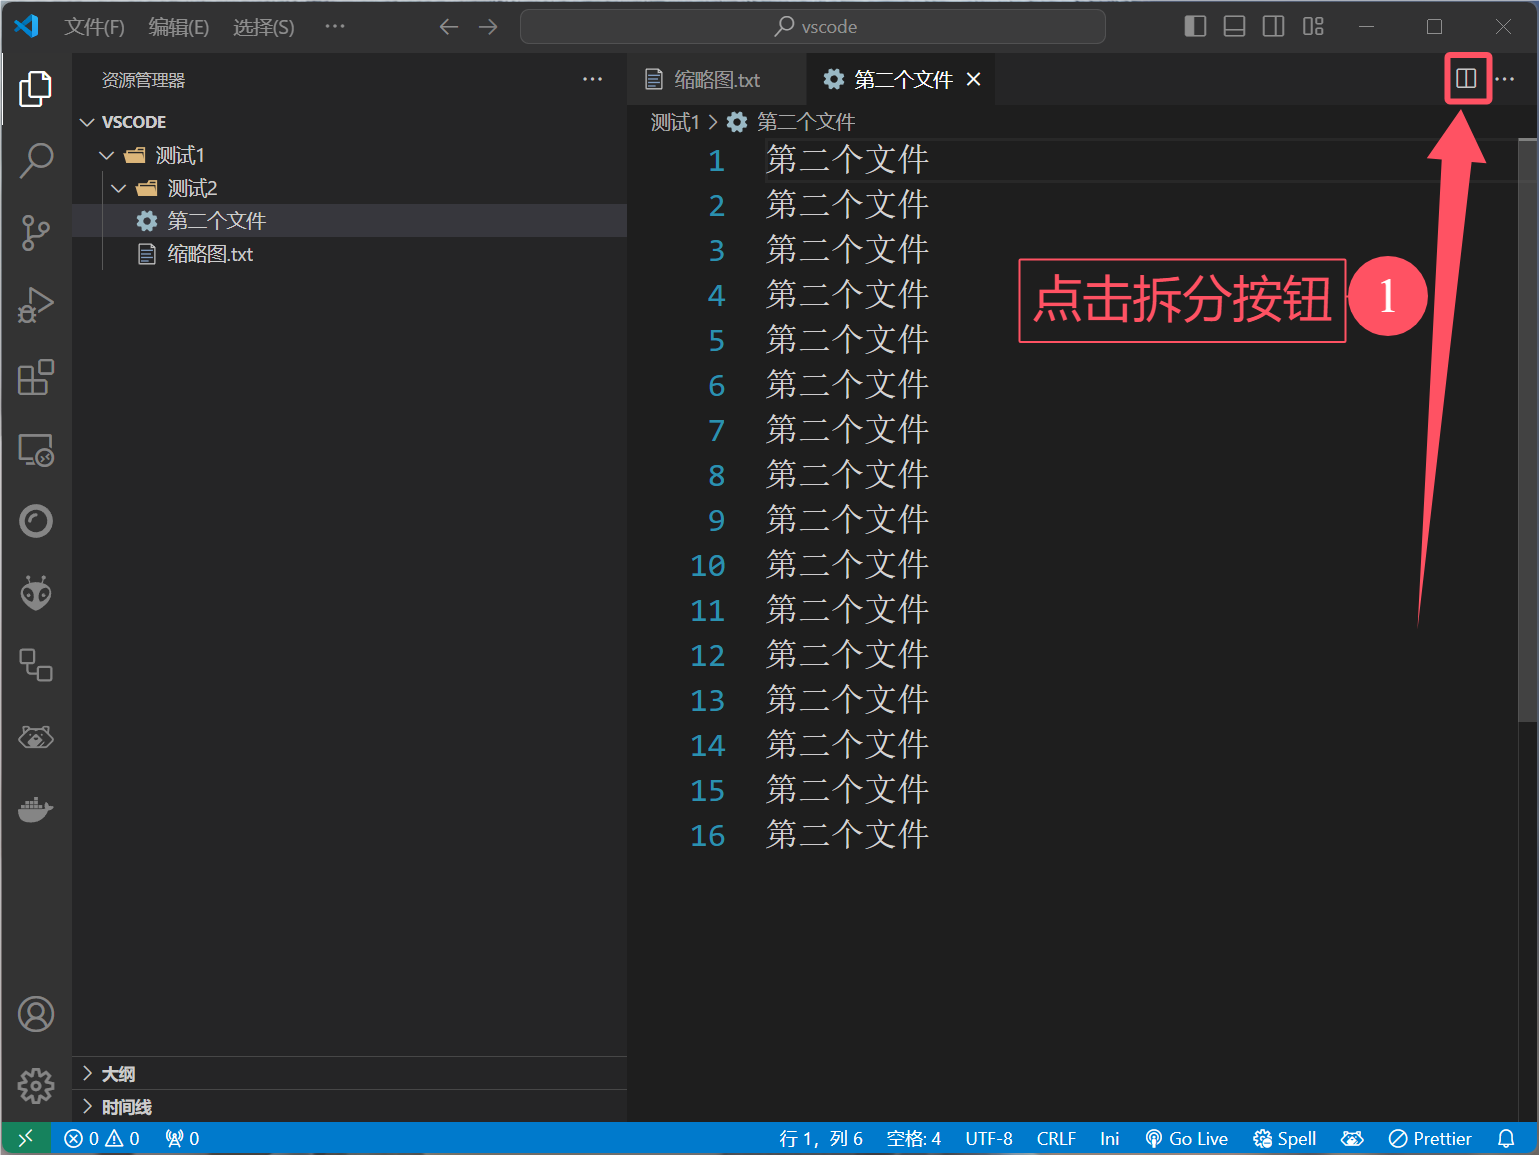 文件(F) 编辑(E) 选择(S) ··· vscode
资源管理器 ···
缩略图.txt 第二个文件
VSCODE
测试1 > 第二个文件
测试1
测试2
第二个文件
缩略图.txt
1 第二个文件
2 第二个文件
3 第二个文件
4 第二个文件
5 第二个文件
6 第二个文件
7 第二个文件
8 第二个文件
9 第二个文件
10 第二个文件
11 第二个文件
12 第二个文件
13 第二个文件
14 第二个文件
15 第二个文件
16 第二个文件
点击拆分按钮 1
大纲
时间线
0 0 0 行 1，列 6 空格: 4 UTF-8 CRLF Ini Go Live Spell Prettier